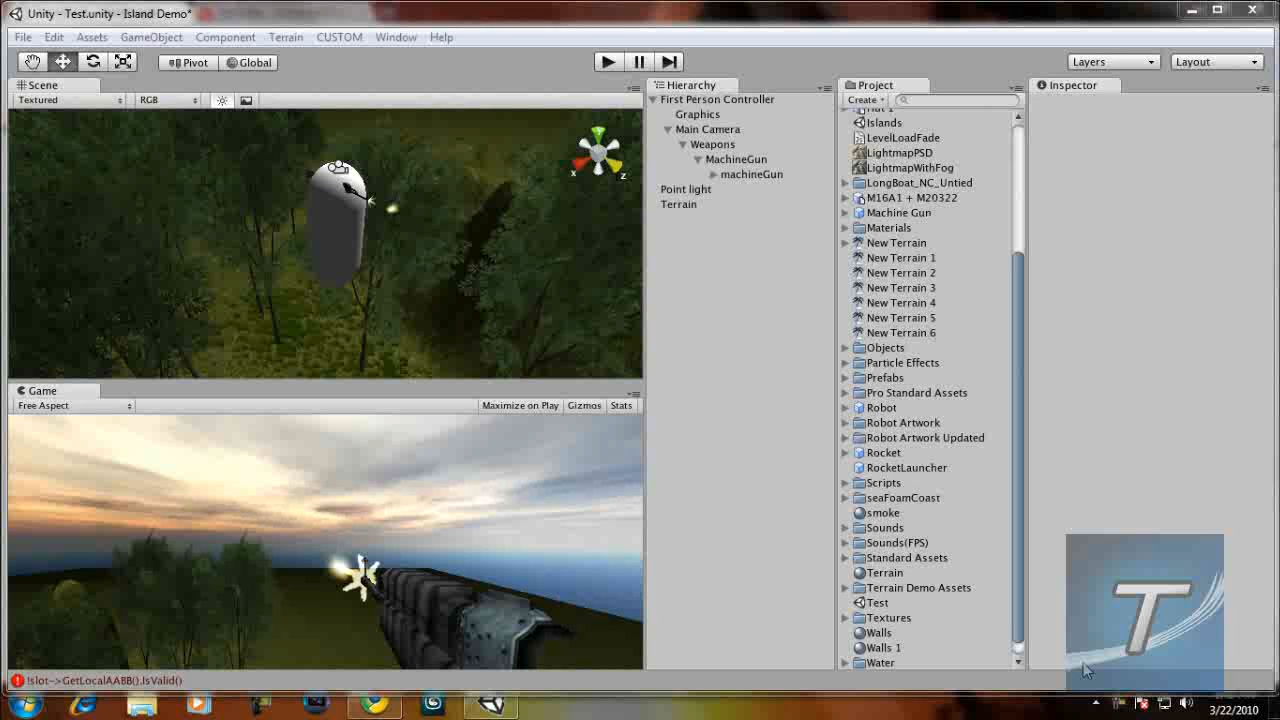 Unity - Test.unity - Island Demo*
File Edit Assets GameObject Component Terrain CUSTOM Window Help
Pivot Global Layers Layout
Scene
Textured RGB
x y z
Game
Free Aspect Maximize on Play Gizmos Stats
Hierarchy
First Person Controller
Graphics
Main Camera
Weapons
MachineGun
machineGun
Point light
Terrain
Project
Create
Islands
LevelLoadFade
LightmapPSD
LightmapWithFog
LongBoat_NC_Untied
M16A1 + M20322
Machine Gun
Materials
New Terrain
New Terrain 1
New Terrain 2
New Terrain 3
New Terrain 4
New Terrain 5
New Terrain 6
Objects
Particle Effects
Prefabs
Pro Standard Assets
Robot
Robot Artwork
Robot Artwork Updated
Rocket
RocketLauncher
Scripts
seaFoamCoast
smoke
Sounds
Sounds(FPS)
Standard Assets
Terrain
Terrain Demo Assets
Test
Textures
Walls
Walls 1
Water
Inspector
T
!slot->GetLocalAABB().IsValid()
3/22/2010